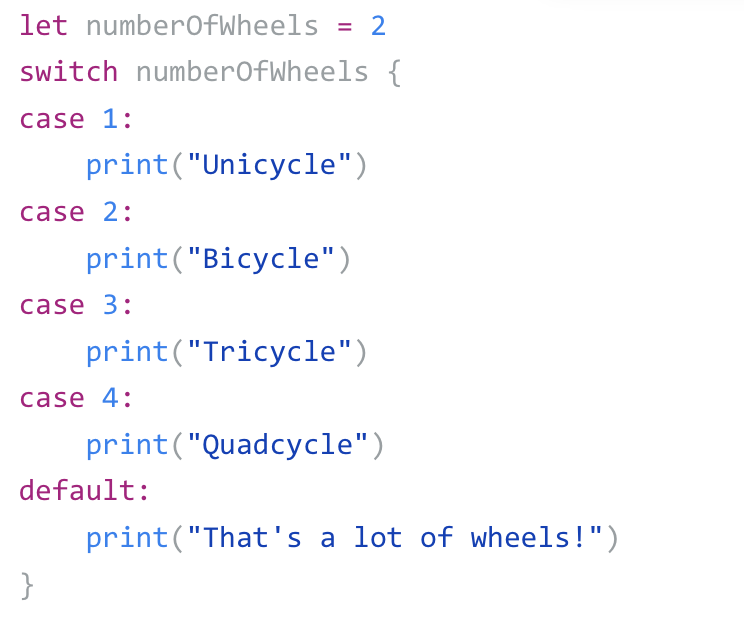 let numberOfWheels = 2
switch numberOfWheels {
case 1:
    print("Unicycle")
case 2:
    print("Bicycle")
case 3:
    print("Tricycle")
case 4:
    print("Quadcycle")
default:
    print("That's a lot of wheels!")
}